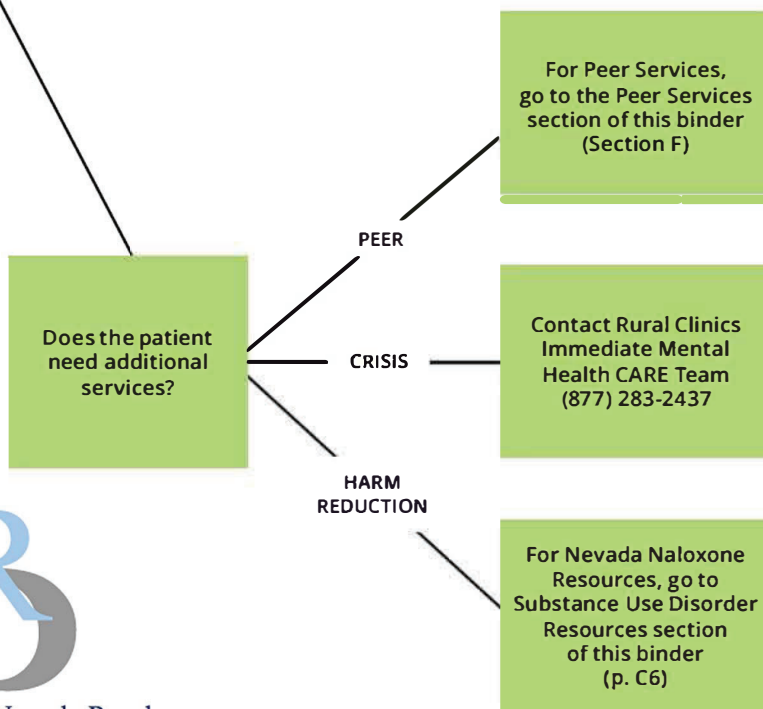 For Peer Services,
go to the Peer Services
section of this binder
(Section F)
PEER
Does the patient
need additional
services?
CRISIS
Contact Rural Clinics
Immediate Mental
Health CARE Team
(877) 283-2437
HARM
REDUCTION
For Nevada Naloxone
Resources, go to
Substance Use Disorder
Resources section
of this binder
(p. C6)
R